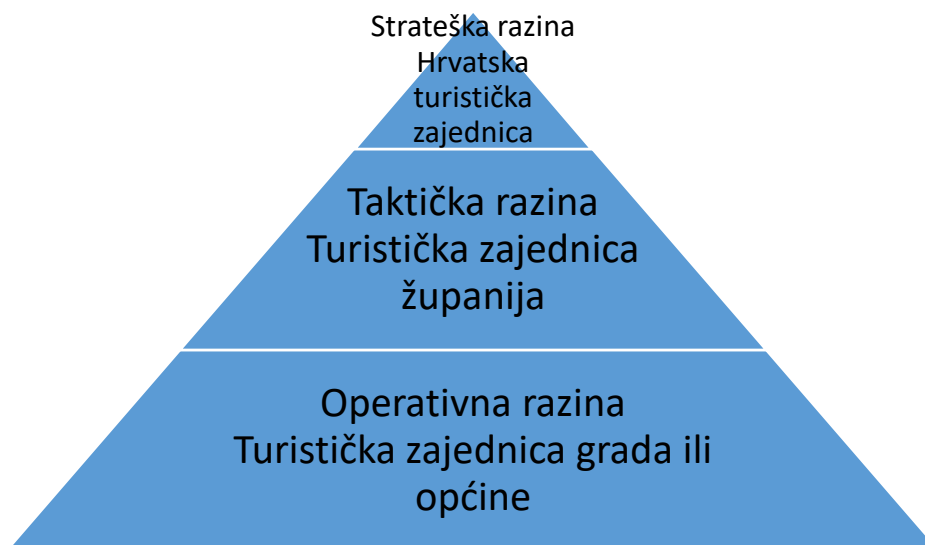 Strateška razina
Hrvatska
turistička
zajednica
Taktička razina
Turistička zajednica
županija
Operativna razina
Turistička zajednica grada ili
općine